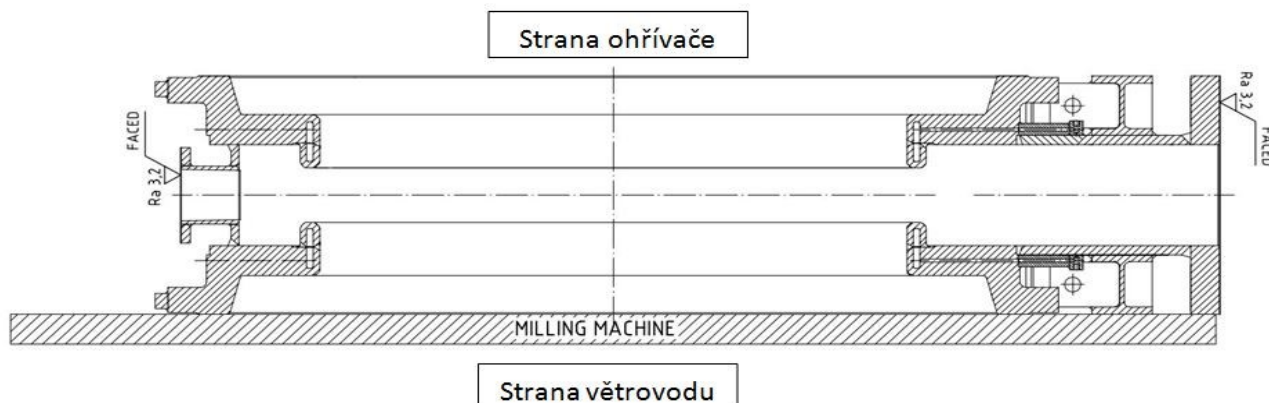 Strana ohřívače
FACED
Ra 3,2
Ra 3,2
FACED
MILLING MACHINE
Strana větrovodu